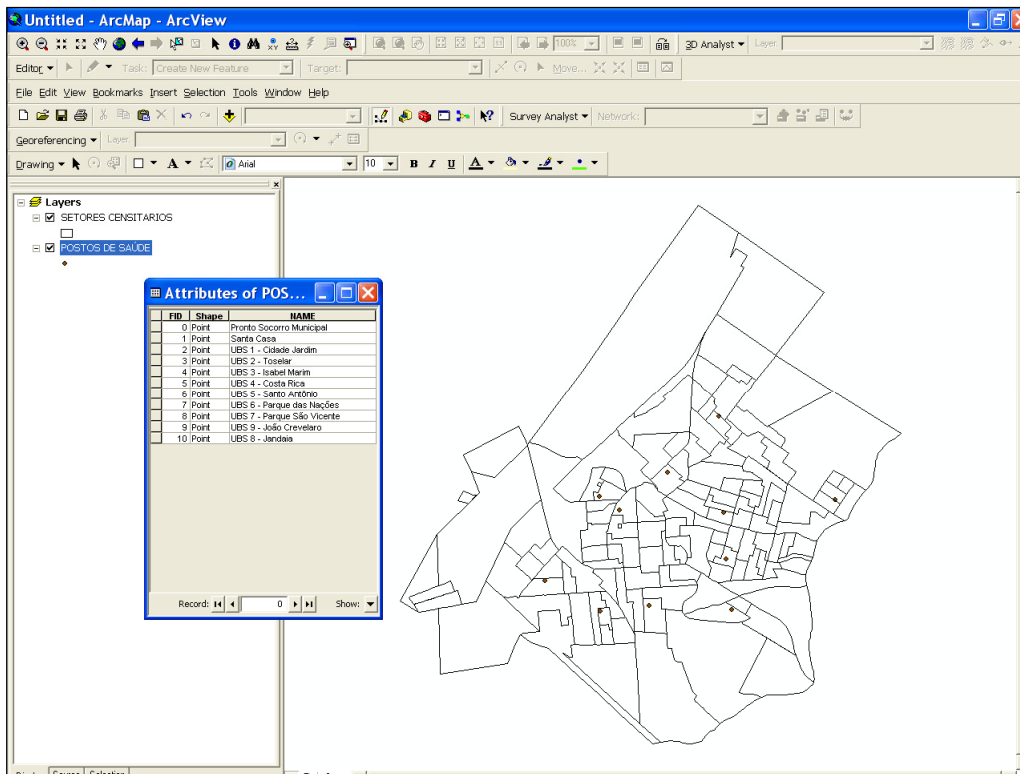 Untitled - ArcMap - ArcView
100% 3D Analyst Layer
Editor Task: Create New Feature Target: Move...
File Edit View Bookmarks Insert Selection Tools Window Help
Survey Analyst Network:
Georeferencing Layer
Drawing A Arial 10 B I U A
Layers
SETORES CENSITARIOS
POSTOS DE SAÚDE
Attributes of POS...
FID Shape NAME
0 Point Pronto Socorro Municipal
1 Point Santa Casa
2 Point UBS 1 - Cidade Jardim
3 Point UBS 2 - Toselar
4 Point UBS 3 - Isabel Marim
5 Point UBS 4 - Costa Rica
6 Point UBS 5 - Santo Antônio
7 Point UBS 6 - Parque das Nações
8 Point UBS 7 - Parque São Vicente
9 Point UBS 9 - João Crevelaro
10 Point UBS 8 - Jandaia
Record: 0 Show:
Source Selection